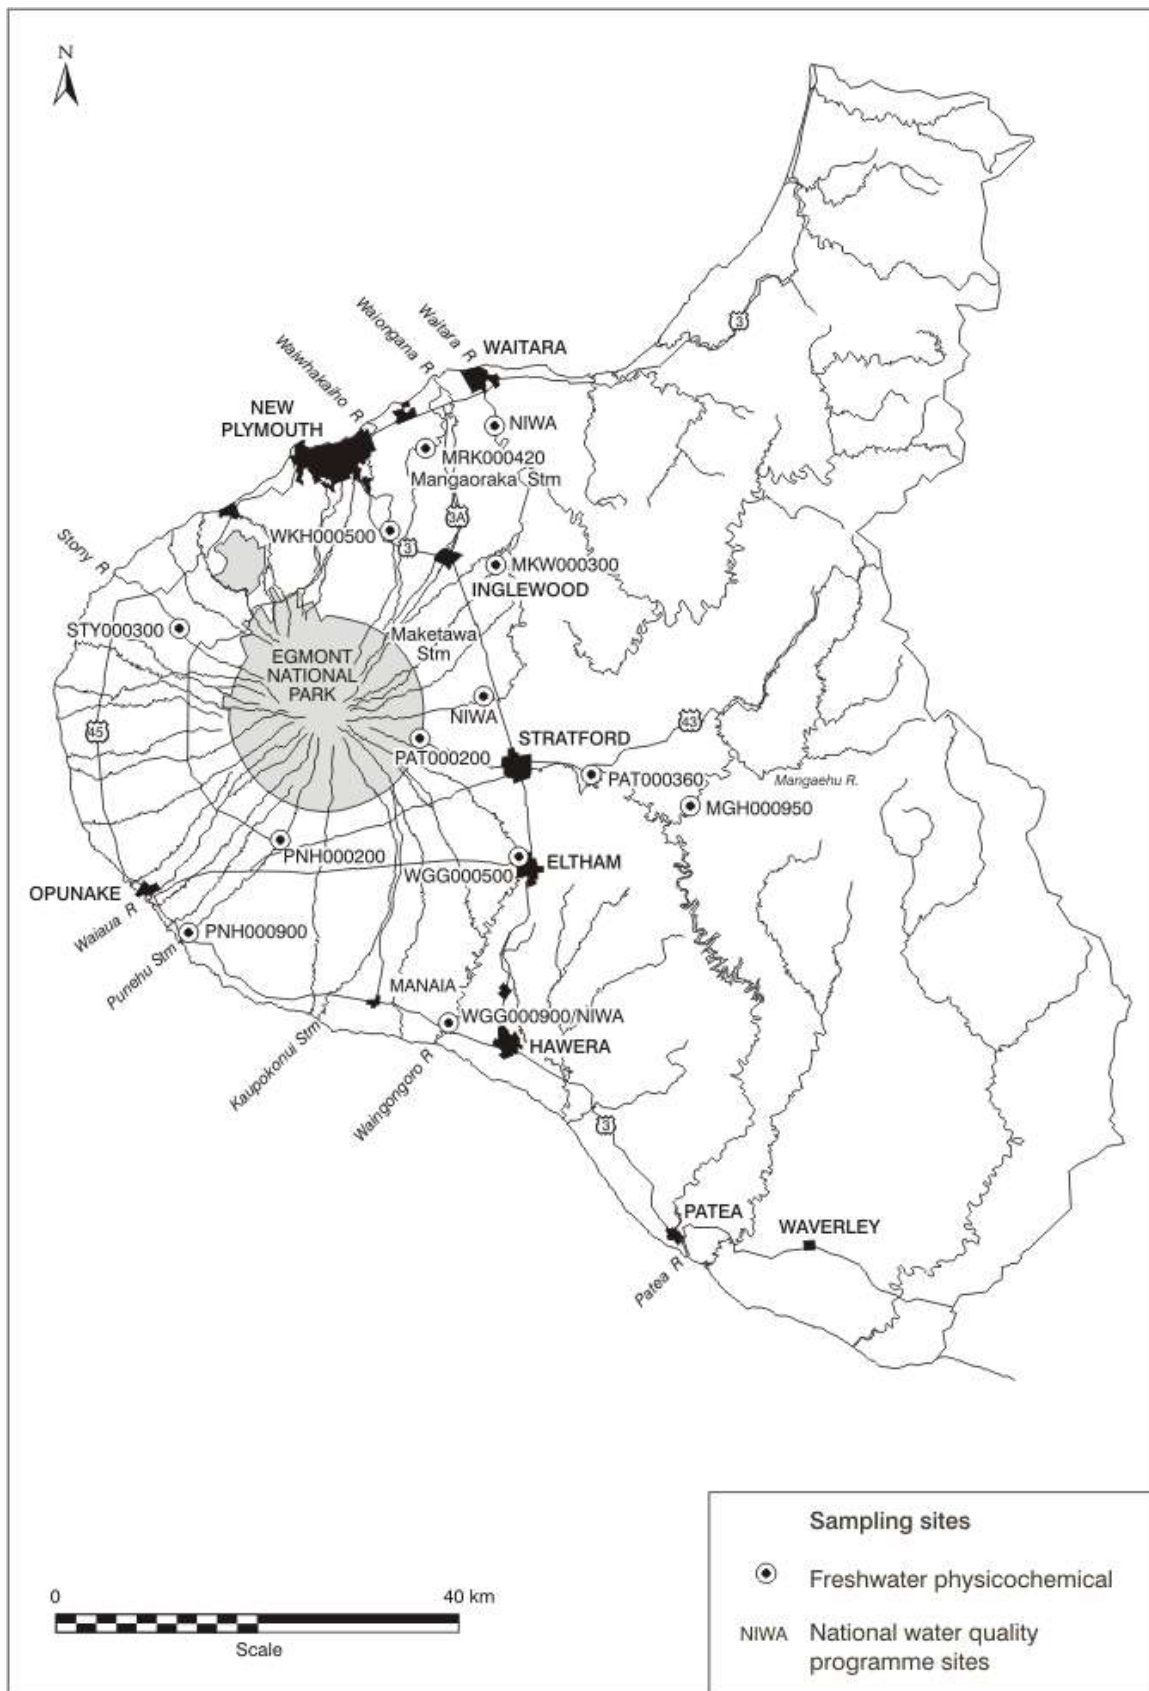 N
3
Waitara R
Waiongana R
WAITARA
Waiwhakaiho R
NEW
PLYMOUTH
NIWA
MRK000420
Mangaoraka Stm
3A
WKH000500
3
MKW000300
INGLEWOOD
Stony R
STY000300
Maketawa
Stm
EGMONT
NATIONAL
PARK
NIWA
45
43
STRATFORD
PAT000200
PAT000360
Mangaehu R.
MGH000950
PNH000200
ELTHAM
WGG000500
OPUNAKE
Waiaua R
PNH000900
Punehu Stm
MANAIA
WGG000900/NIWA
HAWERA
Kaupokonui Stm
Waingongoro R
3
PATEA
WAVERLEY
Patea R
Sampling sites
Freshwater physicochemical
NIWA National water quality
programme sites
0 40 km
Scale